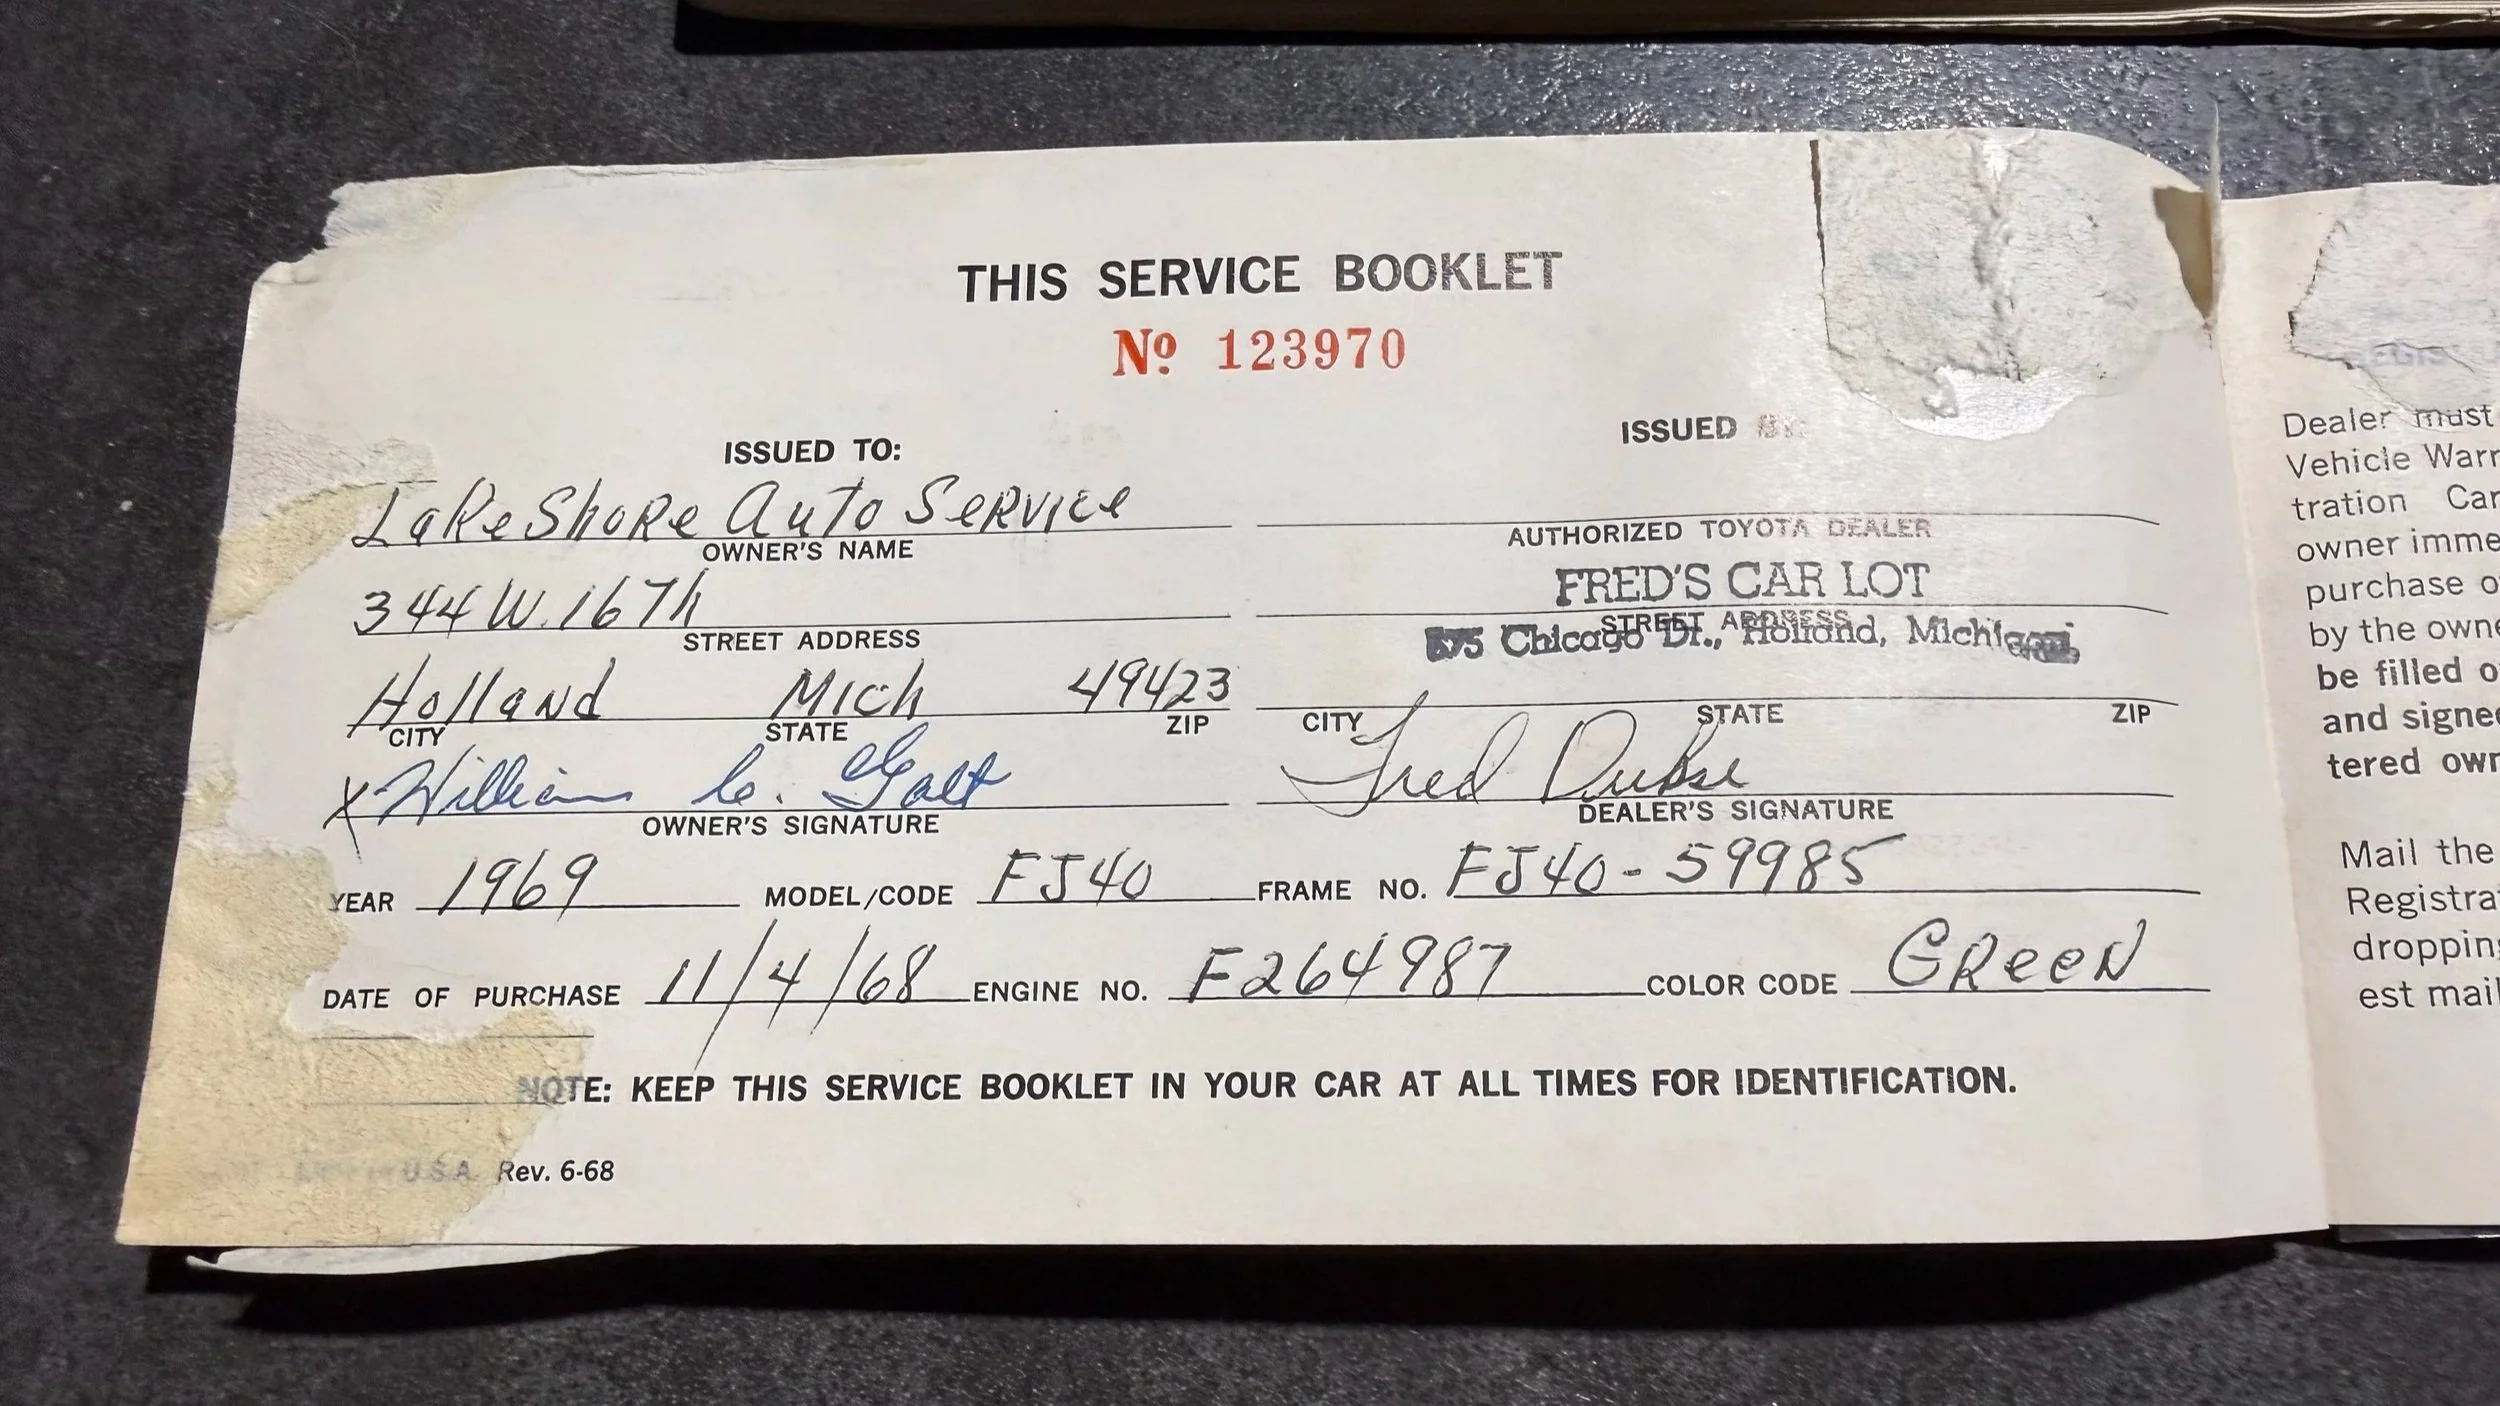 THIS SERVICE BOOKLET
No. 123970
ISSUED TO:
LakeShore Auto Service
OWNER'S NAME
344 W. 16Th
STREET ADDRESS
Holland Mich 49423
CITY STATE ZIP
X William C. Galt
OWNER'S SIGNATURE
ISSUED BY:
AUTHORIZED TOYOTA DEALER
FRED'S CAR LOT
STREET ADDRESS
Chicago Dr., Holland, Michigan
CITY STATE ZIP
Fred
DEALER'S SIGNATURE
YEAR 1969 MODEL/CODE FJ40 FRAME NO. FJ40-59985
DATE OF PURCHASE 11/4/68 ENGINE NO. F264987 COLOR CODE GReeN
NOTE: KEEP THIS SERVICE BOOKLET IN YOUR CAR AT ALL TIMES FOR IDENTIFICATION.
U.S.A. Rev. 6-68
Dealer must
Vehicle Warr
tration Car
owner imme
purchase o
by the owne
be filled o
and signe
tered own
Mail the
Registra
dropping
est mail